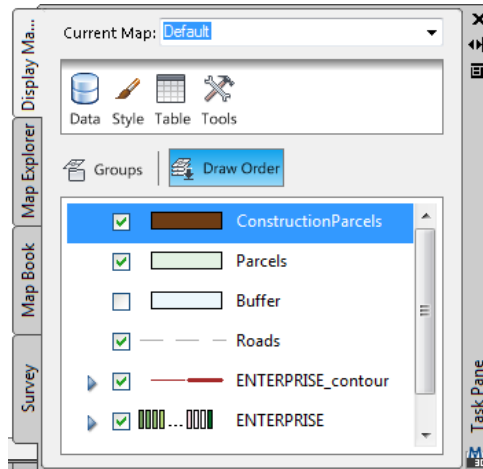 Display Ma...
Map Explorer
Map Book
Survey
Current Map: Default
Data Style Table Tools
Groups Draw Order
ConstructionParcels
Parcels
Buffer
Roads
ENTERPRISE_contour
... ENTERPRISE
Task Pane